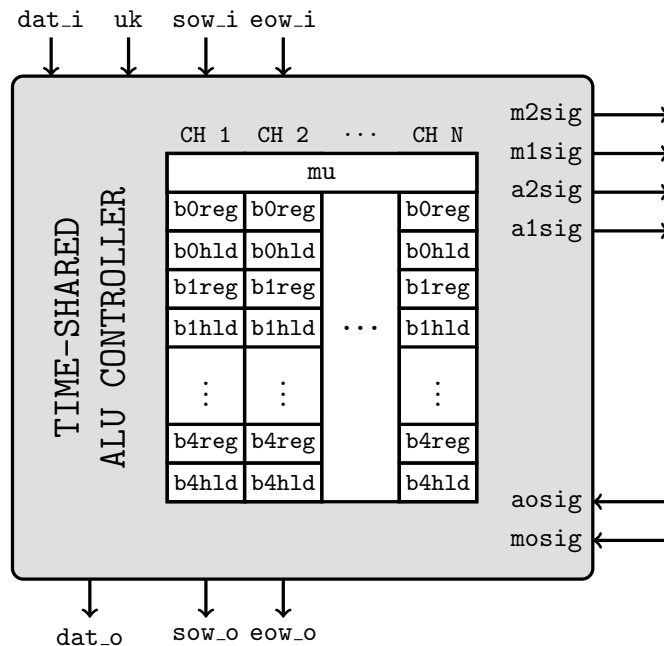 dat_i uk sow_i eow_i
m2sig
m1sig
a2sig
a1sig
CH 1 CH 2 ··· CH N
mu
b0reg b0reg b0reg
b0hld b0hld b0hld
b1reg b1reg b1reg
b1hld b1hld ··· b1hld
⋮ ⋮ ⋮
b4reg b4reg b4reg
b4hld b4hld b4hld
TIME-SHARED
ALU CONTROLLER
aosig
mosig
dat_o sow_o eow_o